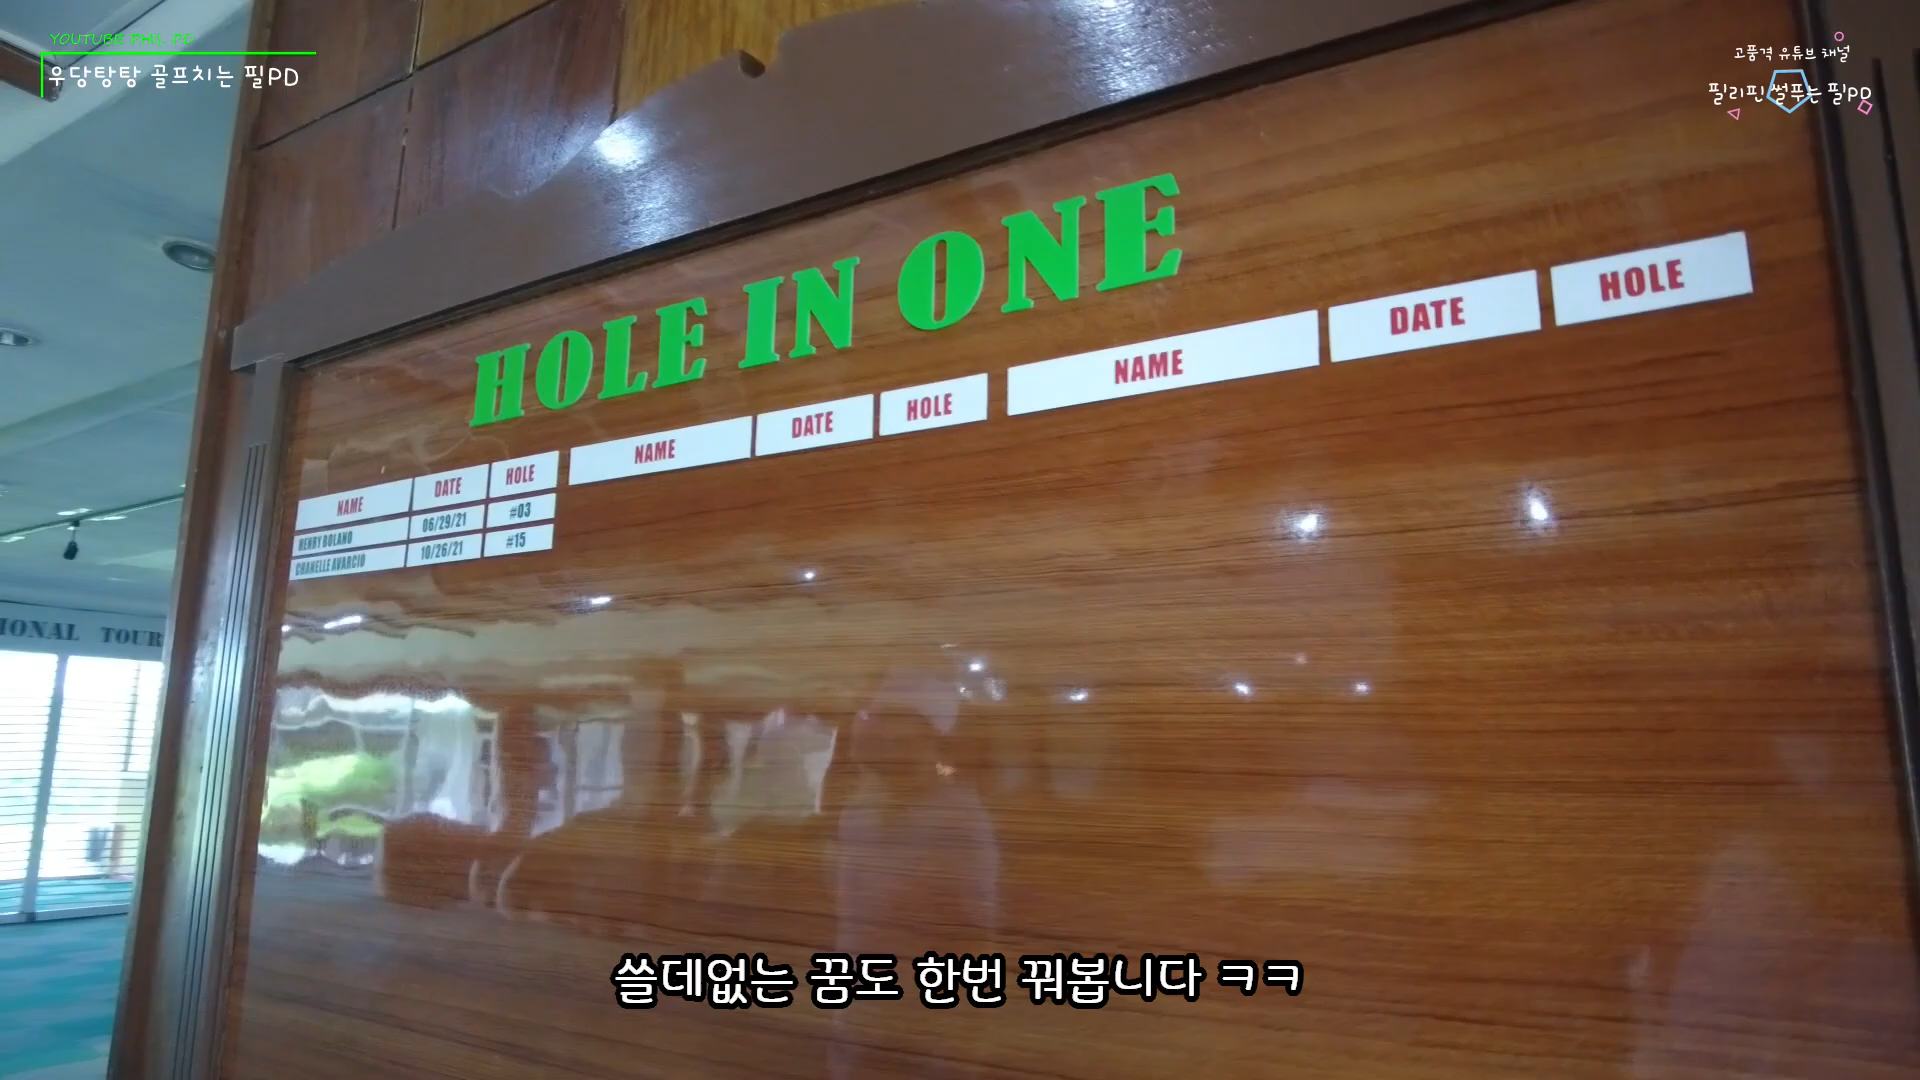 YOUTUBE PHIL PD
우당탕탕 골프치는 필PD
고품격 유튜브 채널
필리핀 썰푸는 필PD
HOLE IN ONE
NAME DATE HOLE NAME DATE HOLE NAME DATE HOLE
HENRY BOLANO 06/29/21 #03
CHANELLE AVARCIO 10/26/21 #15
IONAL TOUR
쓸데없는 꿈도 한번 꿔봅니다 ㅋㅋ